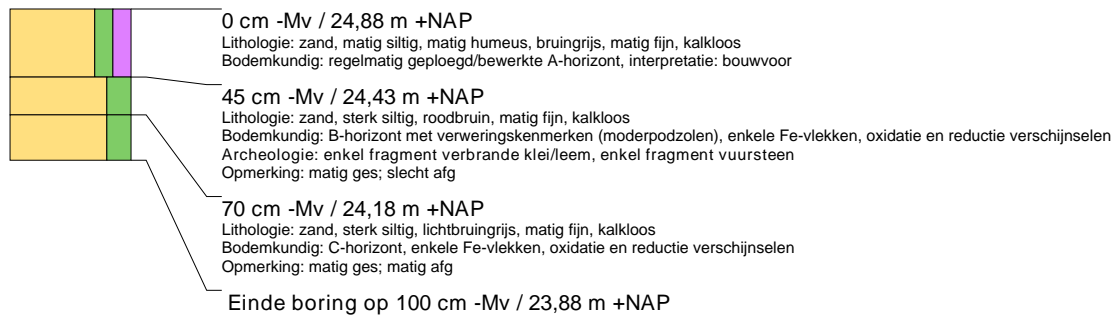 0 cm -Mv / 24,88 m +NAP
Lithologie: zand, matig siltig, matig humeus, bruingrijs, matig fijn, kalkloos
Bodemkundig: regelmatig geploegd/bewerkte A-horizont, interpretatie: bouwvoor
45 cm -Mv / 24,43 m +NAP
Lithologie: zand, sterk siltig, roodbruin, matig fijn, kalkloos
Bodemkundig: B-horizont met verweringskenmerken (moderpodzolen), enkele Fe-vlekken, oxidatie en reductie verschijnselen
Archeologie: enkel fragment verbrande klei/leem, enkel fragment vuursteen
Opmerking: matig ges; slecht afg
70 cm -Mv / 24,18 m +NAP
Lithologie: zand, sterk siltig, lichtbruingrijs, matig fijn, kalkloos
Bodemkundig: C-horizont, enkele Fe-vlekken, oxidatie en reductie verschijnselen
Opmerking: matig ges; matig afg
Einde boring op 100 cm -Mv / 23,88 m +NAP